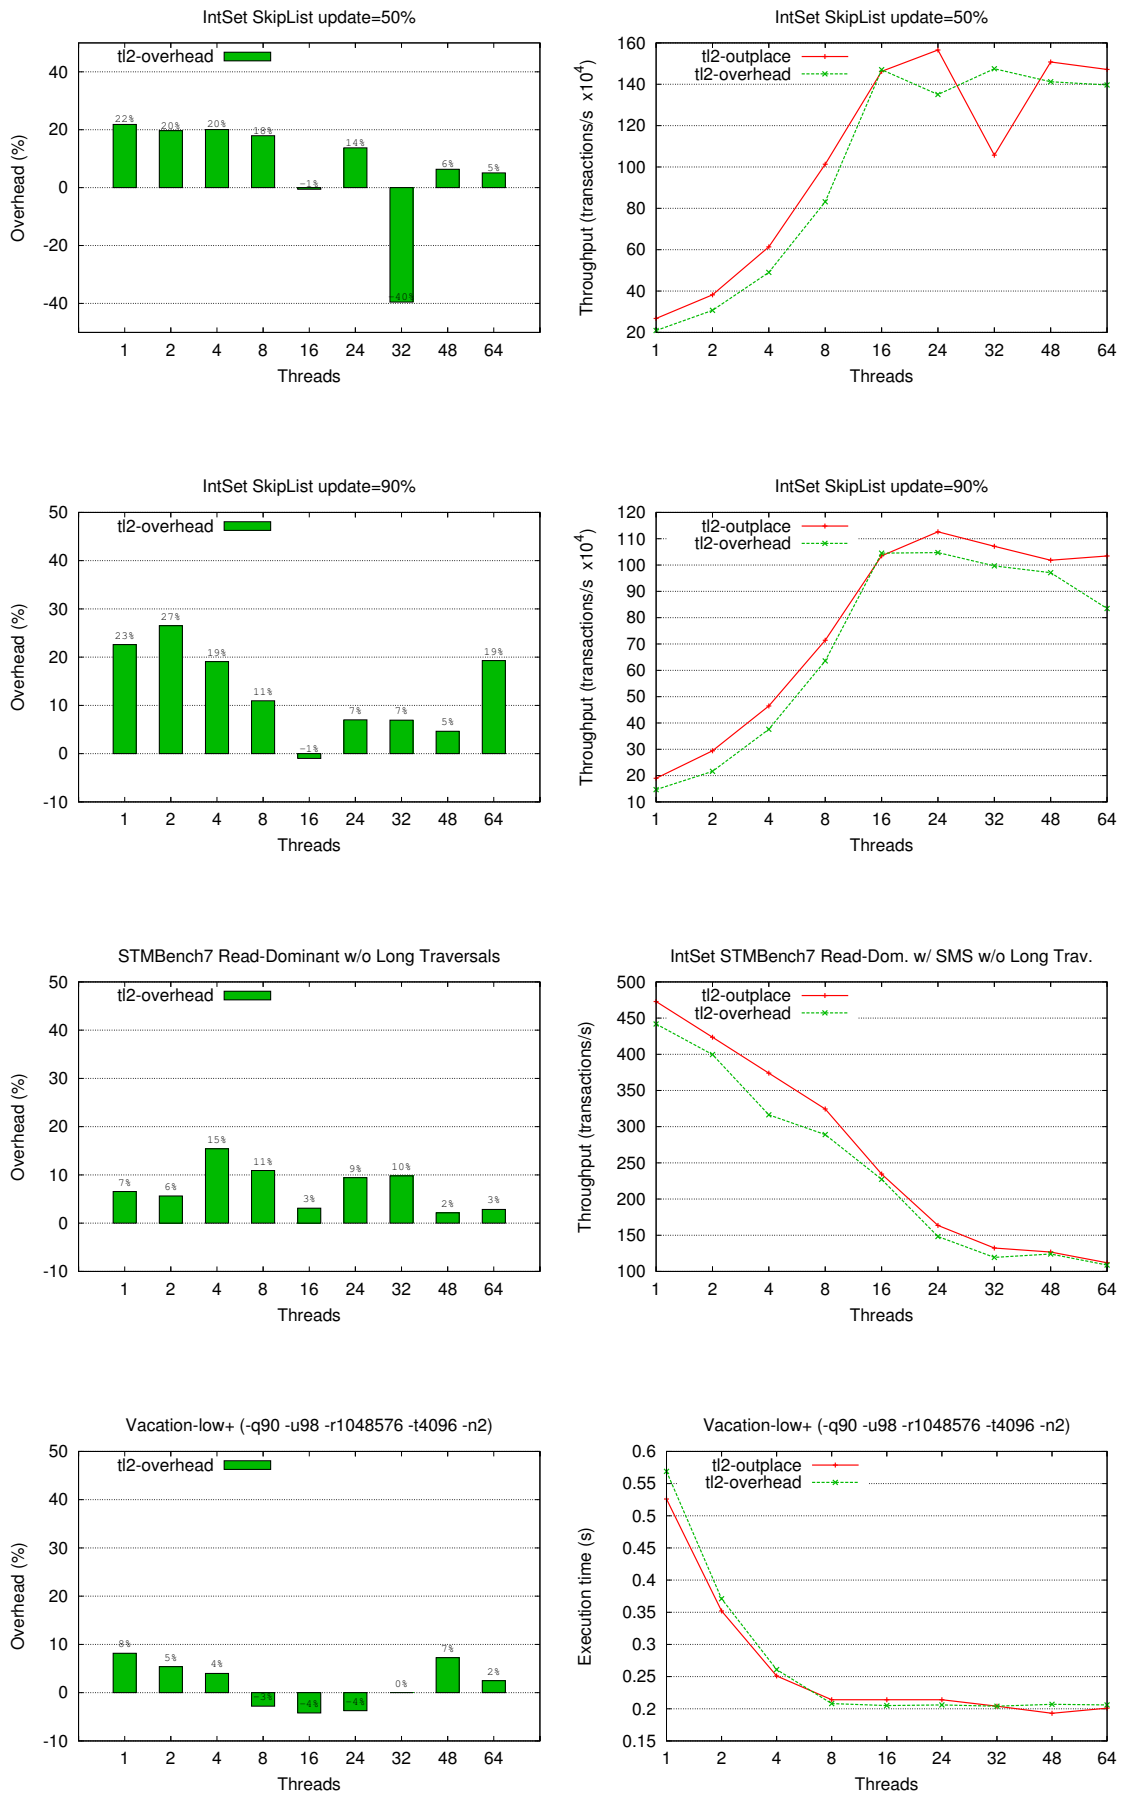 IntSet SkipList update=50%
tl2-overhead
Overhead (%)
40
20
0
-20
-40
22%
20%
20%
18%
-1%
14%
-40%
6%
5%
1 2 4 8 16 24 32 48 64
Threads
IntSet SkipList update=50%
tl2-outplace
tl2-overhead
Throughput (transactions/s x10^4)
160
140
120
100
80
60
40
20
1 2 4 8 16 24 32 48 64
Threads
IntSet SkipList update=90%
tl2-overhead
Overhead (%)
50
40
30
20
10
0
-10
23%
27%
19%
11%
-1%
7%
7%
5%
19%
1 2 4 8 16 24 32 48 64
Threads
IntSet SkipList update=90%
tl2-outplace
tl2-overhead
Throughput (transactions/s x10^4)
120
110
100
90
80
70
60
50
40
30
20
10
1 2 4 8 16 24 32 48 64
Threads
STMBench7 Read-Dominant w/o Long Traversals
tl2-overhead
Overhead (%)
50
40
30
20
10
0
-10
7%
6%
15%
11%
3%
9%
10%
2%
3%
1 2 4 8 16 24 32 48 64
Threads
IntSet STMBench7 Read-Dom. w/ SMS w/o Long Trav.
tl2-outplace
tl2-overhead
Throughput (transactions/s)
500
450
400
350
300
250
200
150
100
1 2 4 8 16 24 32 48 64
Threads
Vacation-low+ (-q90 -u98 -r1048576 -t4096 -n2)
tl2-overhead
Overhead (%)
50
40
30
20
10
0
-10
8%
5%
4%
-3%
-4%
-4%
0%
7%
2%
1 2 4 8 16 24 32 48 64
Threads
Vacation-low+ (-q90 -u98 -r1048576 -t4096 -n2)
tl2-outplace
tl2-overhead
Execution time (s)
0.6
0.55
0.5
0.45
0.4
0.35
0.3
0.25
0.2
0.15
1 2 4 8 16 24 32 48 64
Threads